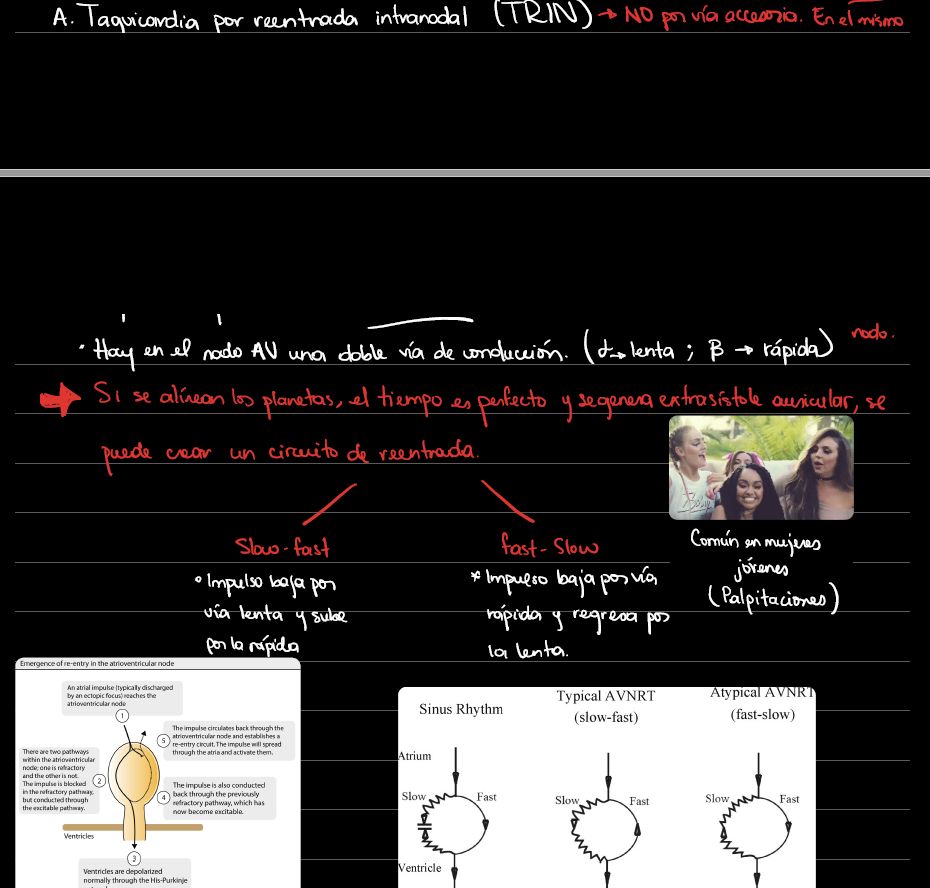 A. Taquicardia por reentrada intranodal (TRIN) → NO por vía accesoria. En el mismo
nodo.
· Hay en el nodo AV una doble vía de conducción. (α→ lenta ; β → rápida)
Si se alinean los planetas, el tiempo es perfecto y se genera extrasístole auricular, se
puede crear un circuito de reentrada.
Slow-fast
° Impulso baja por
vía lenta y sube
por la rápida
fast-Slow
* Impulso baja por vía
rápida y regresa por
la lenta.
Común en mujeres
jóvenes
(Palpitaciones)
Emergence of re-entry in the atrioventricular node
An atrial impulse (typically discharged
by an ectopic focus) reaches the
atrioventricular node
1
There are two pathways
within the atrioventricular
node; one is refractory
and the other is not.
The impulse is blocked
in the refractory pathway,
but conducted through
the excitable pathway.
2
5
The impulse circulates back through the
atrioventricular node and establishes a
re-entry circuit. The impulse will spread
through the atria and activate them.
4
The impulse is also conducted
back through the previously
refractory pathway, which has
now become excitable.
Ventricles
3
Ventricles are depolarized
normally through the His-Purkinje
Sinus Rhythm
Atrium
Slow
Fast
Ventricle
Typical AVNRT
(slow-fast)
Slow
Fast
Atypical AVNRT
(fast-slow)
Slow
Fast